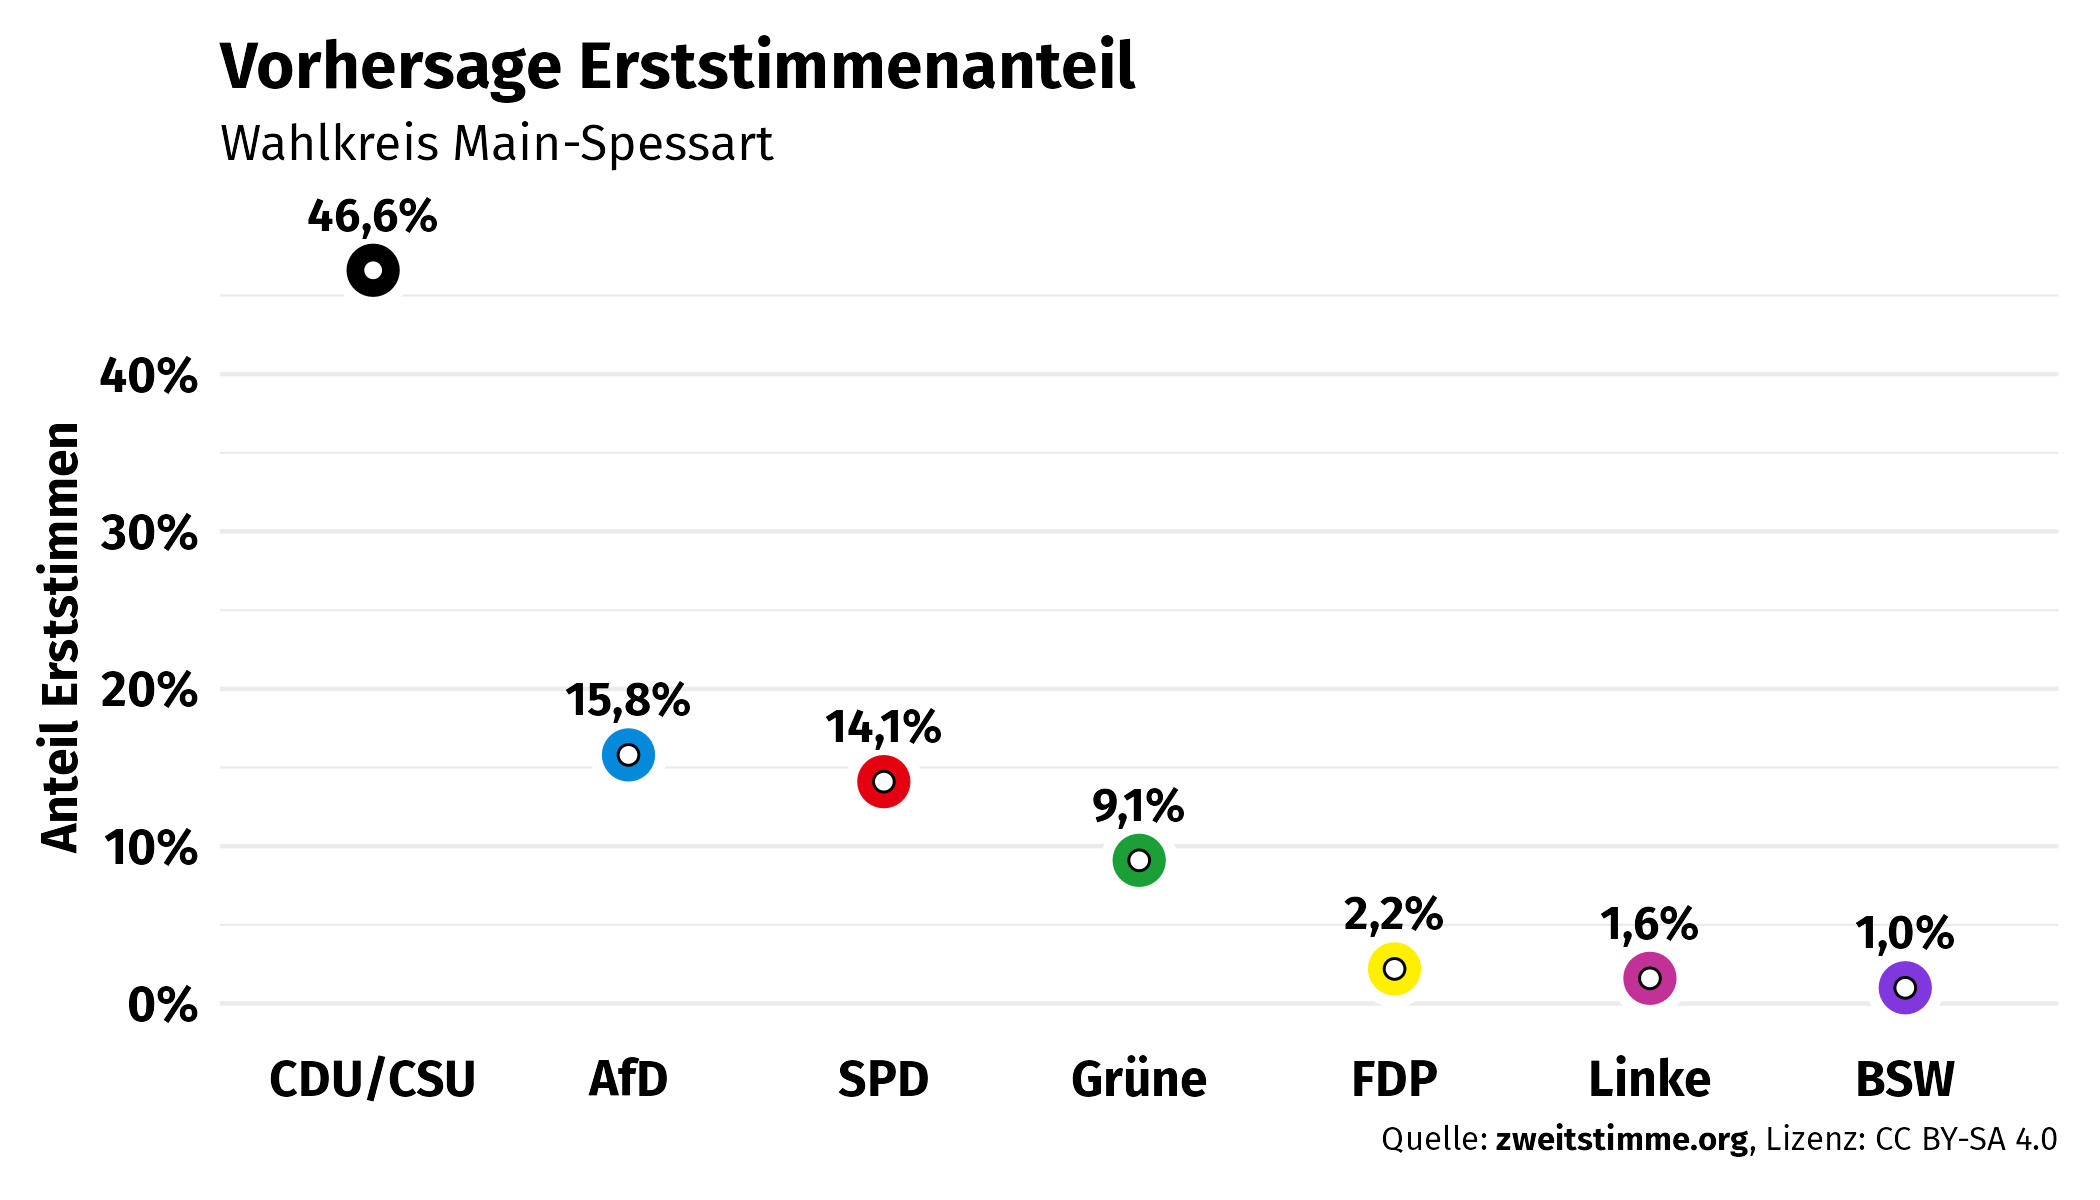 Vorhersage Erststimmenanteil
Wahlkreis Main-Spessart
46,6%
40%
30%
20%
10%
0%
Anteil Erststimmen
15,8%
14,1%
9,1%
2,2%
1,6%
1,0%
CDU/CSU AfD SPD Grüne FDP Linke BSW
Quelle: zweitstimme.org, Lizenz: CC BY-SA 4.0